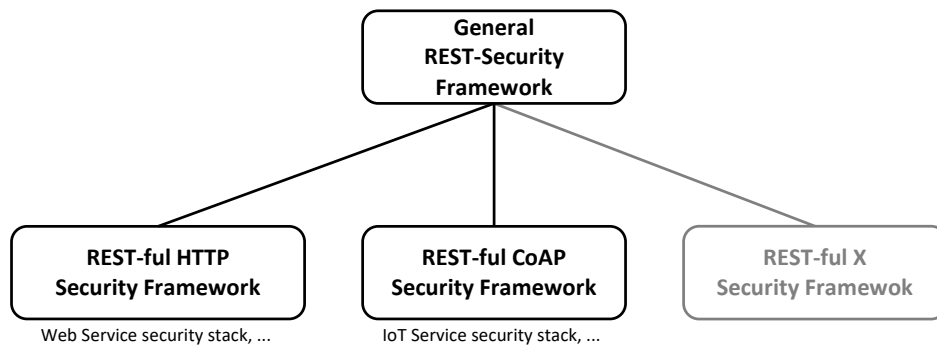 General
REST-Security
Framework
REST-ful HTTP
Security Framework
REST-ful CoAP
Security Framework
REST-ful X
Security Framewok
Web Service security stack, ...
IoT Service security stack, ...